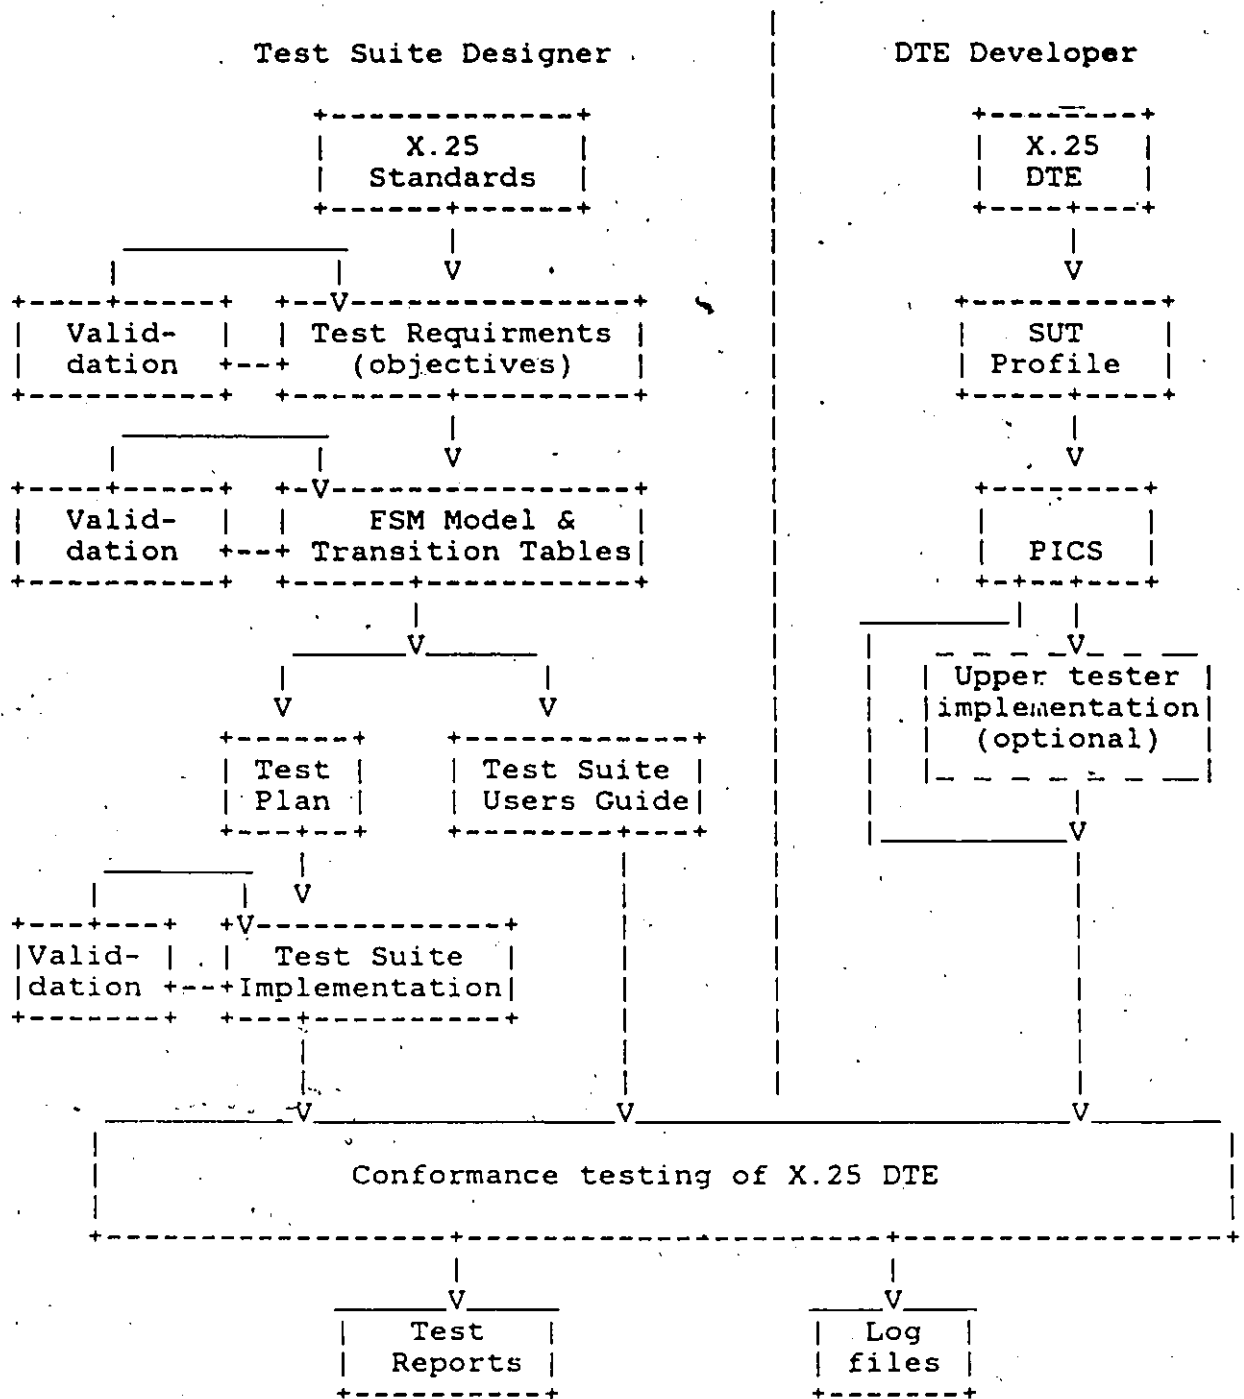 Test Suite Designer
DTE Developer
X.25
Standards
X.25
DTE
Valid-
dation
Test Requirments
(objectives)
SUT
Profile
Valid-
dation
FSM Model &
Transition Tables
PICS
Upper tester
implementation
(optional)
Test
Plan
Test Suite
Users Guide
Valid-
dation
Test Suite
Implementation
Conformance testing of X.25 DTE
Test
Reports
Log
files